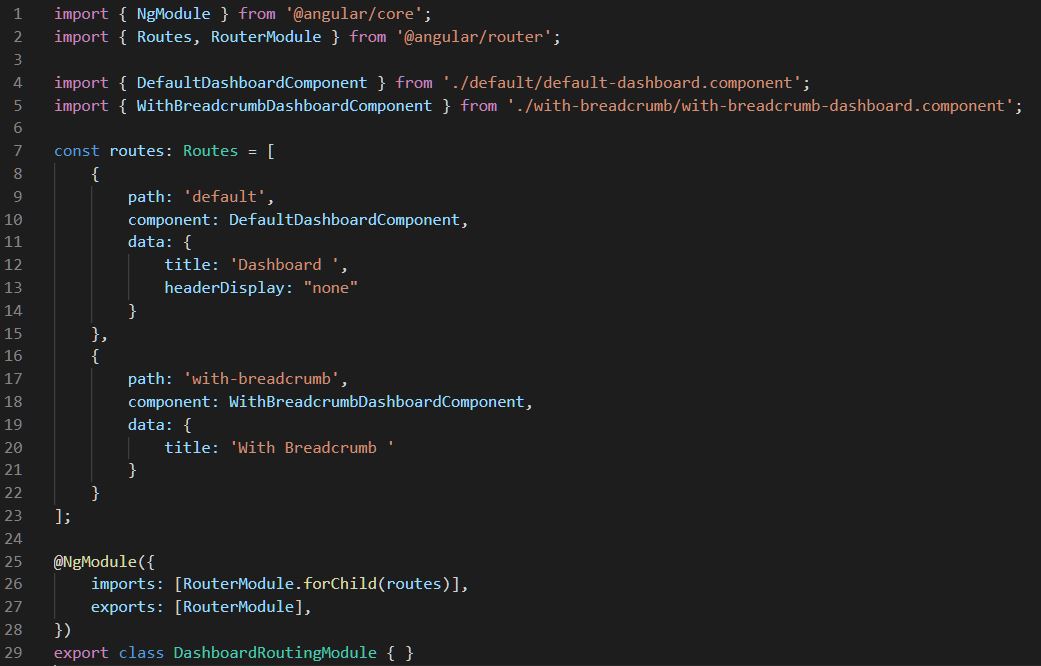 1 import { NgModule } from '@angular/core';
2 import { Routes, RouterModule } from '@angular/router';
3
4 import { DefaultDashboardComponent } from './default/default-dashboard.component';
5 import { WithBreadcrumbDashboardComponent } from './with-breadcrumb/with-breadcrumb-dashboard.component';
6
7 const routes: Routes = [
8     {
9         path: 'default',
10         component: DefaultDashboardComponent,
11         data: {
12             title: 'Dashboard ',
13             headerDisplay: "none"
14         }
15     },
16     {
17         path: 'with-breadcrumb',
18         component: WithBreadcrumbDashboardComponent,
19         data: {
20             title: 'With Breadcrumb '
21         }
22     }
23 ];
24
25 @NgModule({
26     imports: [RouterModule.forChild(routes)],
27     exports: [RouterModule],
28 })
29 export class DashboardRoutingModule { }